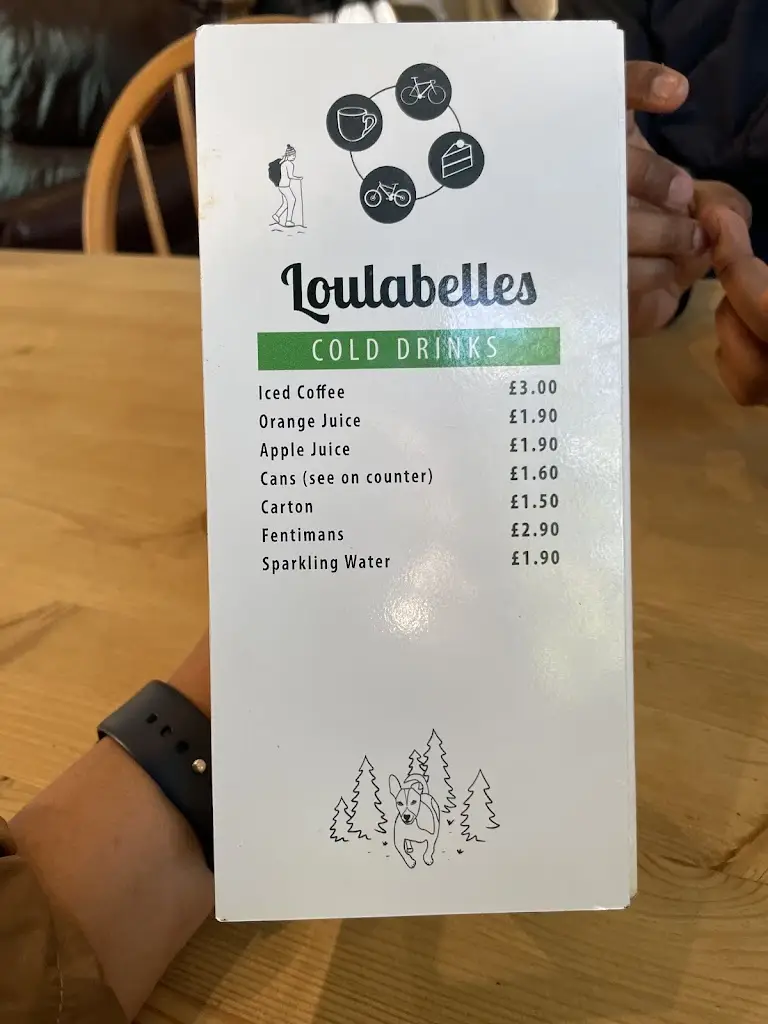 Loulabelles
COLD DRINKS
Iced Coffee £3.00
Orange Juice £1.90
Apple Juice £1.90
Cans (see on counter) £1.60
Carton £1.50
Fentimans £2.90
Sparkling Water £1.90